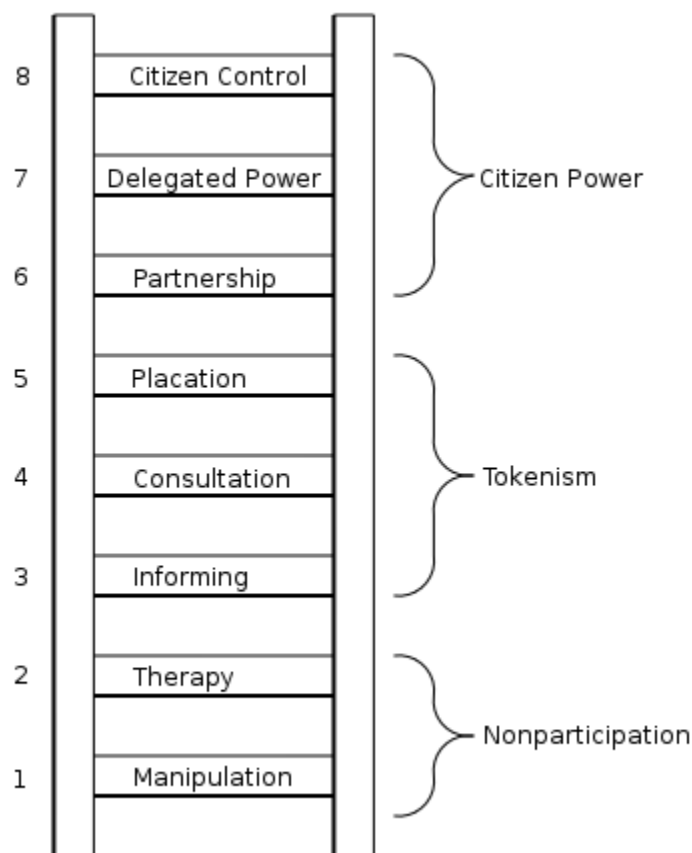 8 Citizen Control
7 Delegated Power
Citizen Power
6 Partnership
5 Placation
4 Consultation
Tokenism
3 Informing
2 Therapy
Nonparticipation
1 Manipulation